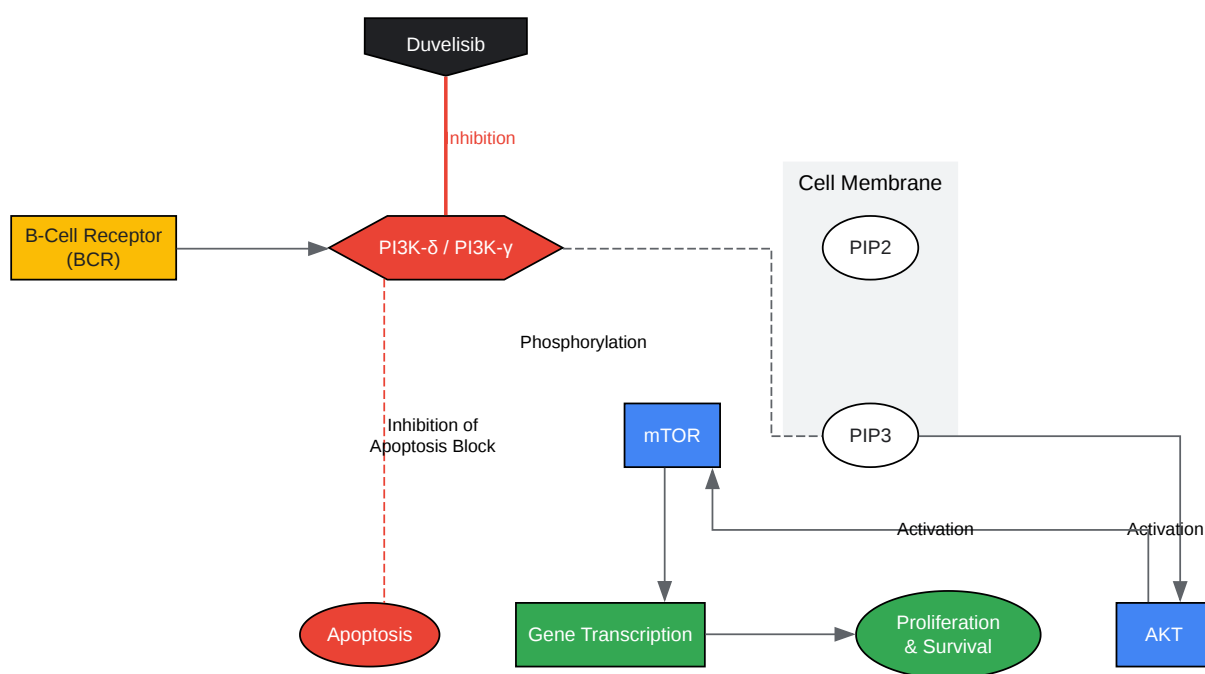 Duvelisib
Inhibition
Cell Membrane
B-Cell Receptor
(BCR)
PI3K-δ / PI3K-γ
PIP2
Phosphorylation
Inhibition of
Apoptosis Block
mTOR
PIP3
Activation
Activation
Apoptosis
Gene Transcription
Proliferation
& Survival
AKT